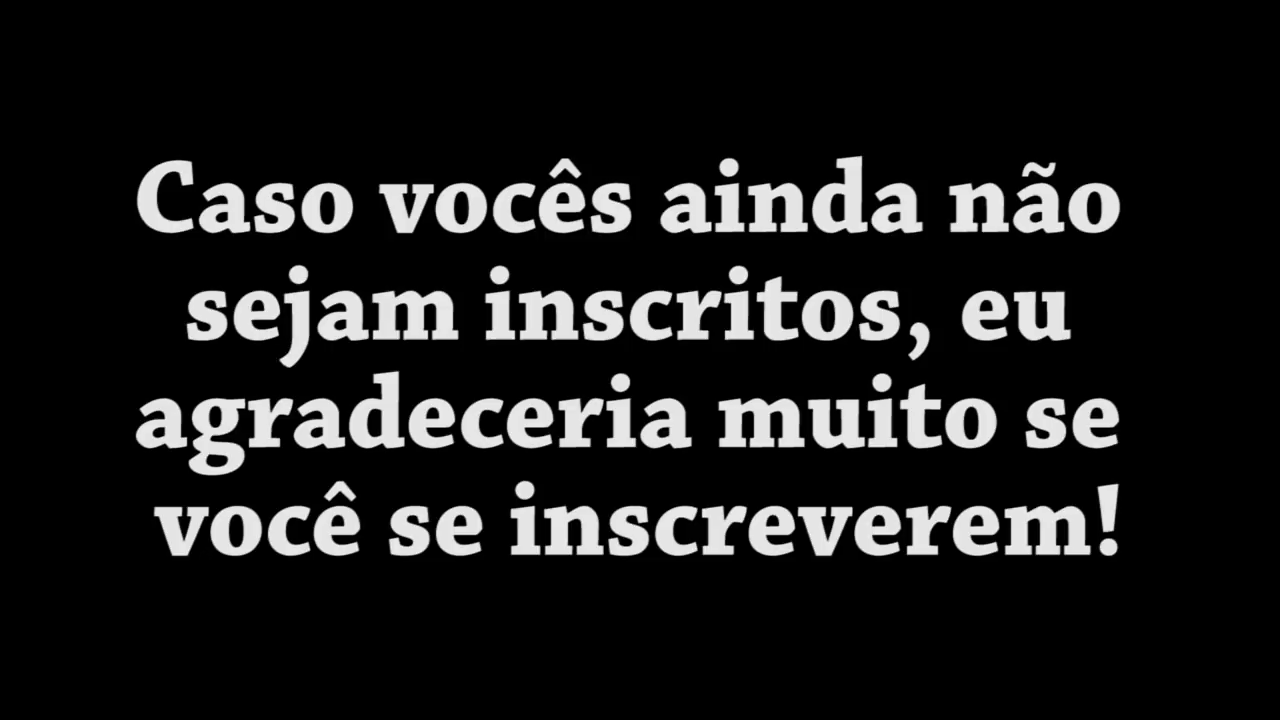 Caso vocês ainda não
sejam inscritos, eu
agradeceria muito se
você se inscreverem!